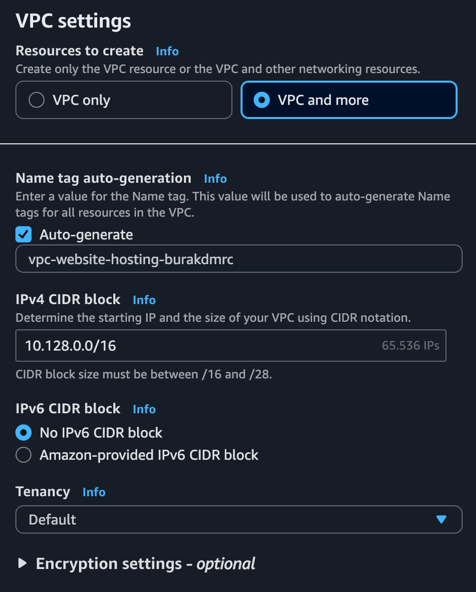 VPC settings
Resources to create Info
Create only the VPC resource or the VPC and other networking resources.
VPC only
VPC and more
Name tag auto-generation Info
Enter a value for the Name tag. This value will be used to auto-generate Name
tags for all resources in the VPC.
Auto-generate
vpc-website-hosting-burakdmrc
IPv4 CIDR block Info
Determine the starting IP and the size of your VPC using CIDR notation.
10.128.0.0/16 65.536 IPs
CIDR block size must be between /16 and /28.
IPv6 CIDR block Info
No IPv6 CIDR block
Amazon-provided IPv6 CIDR block
Tenancy Info
Default
Encryption settings - optional